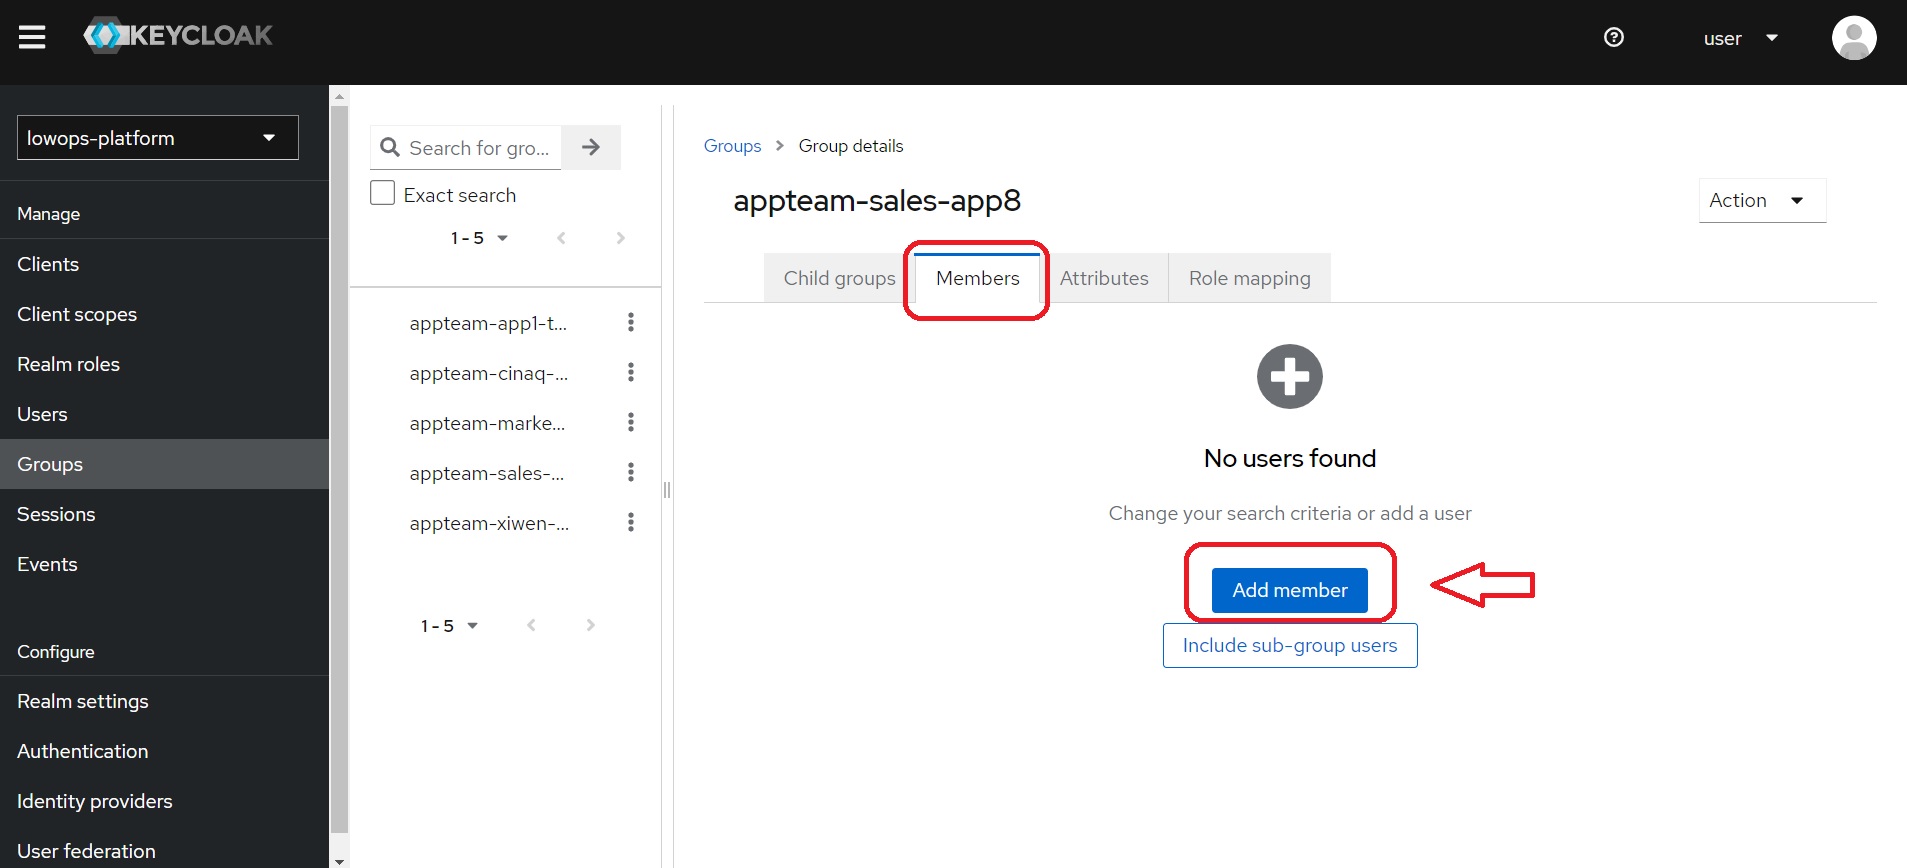 KEYCLOAK
user
lowops-platform
Manage
Clients
Client scopes
Realm roles
Users
Groups
Sessions
Events
Configure
Realm settings
Authentication
Identity providers
User federation
Search for gro...
Exact search
1 - 5
appteam-app1-t...
appteam-cinaq-...
appteam-marke...
appteam-sales-...
appteam-xiwen-...
1 - 5
Groups > Group details
appteam-sales-app8
Action
Child groups Members Attributes Role mapping
No users found
Change your search criteria or add a user
Add member
Include sub-group users